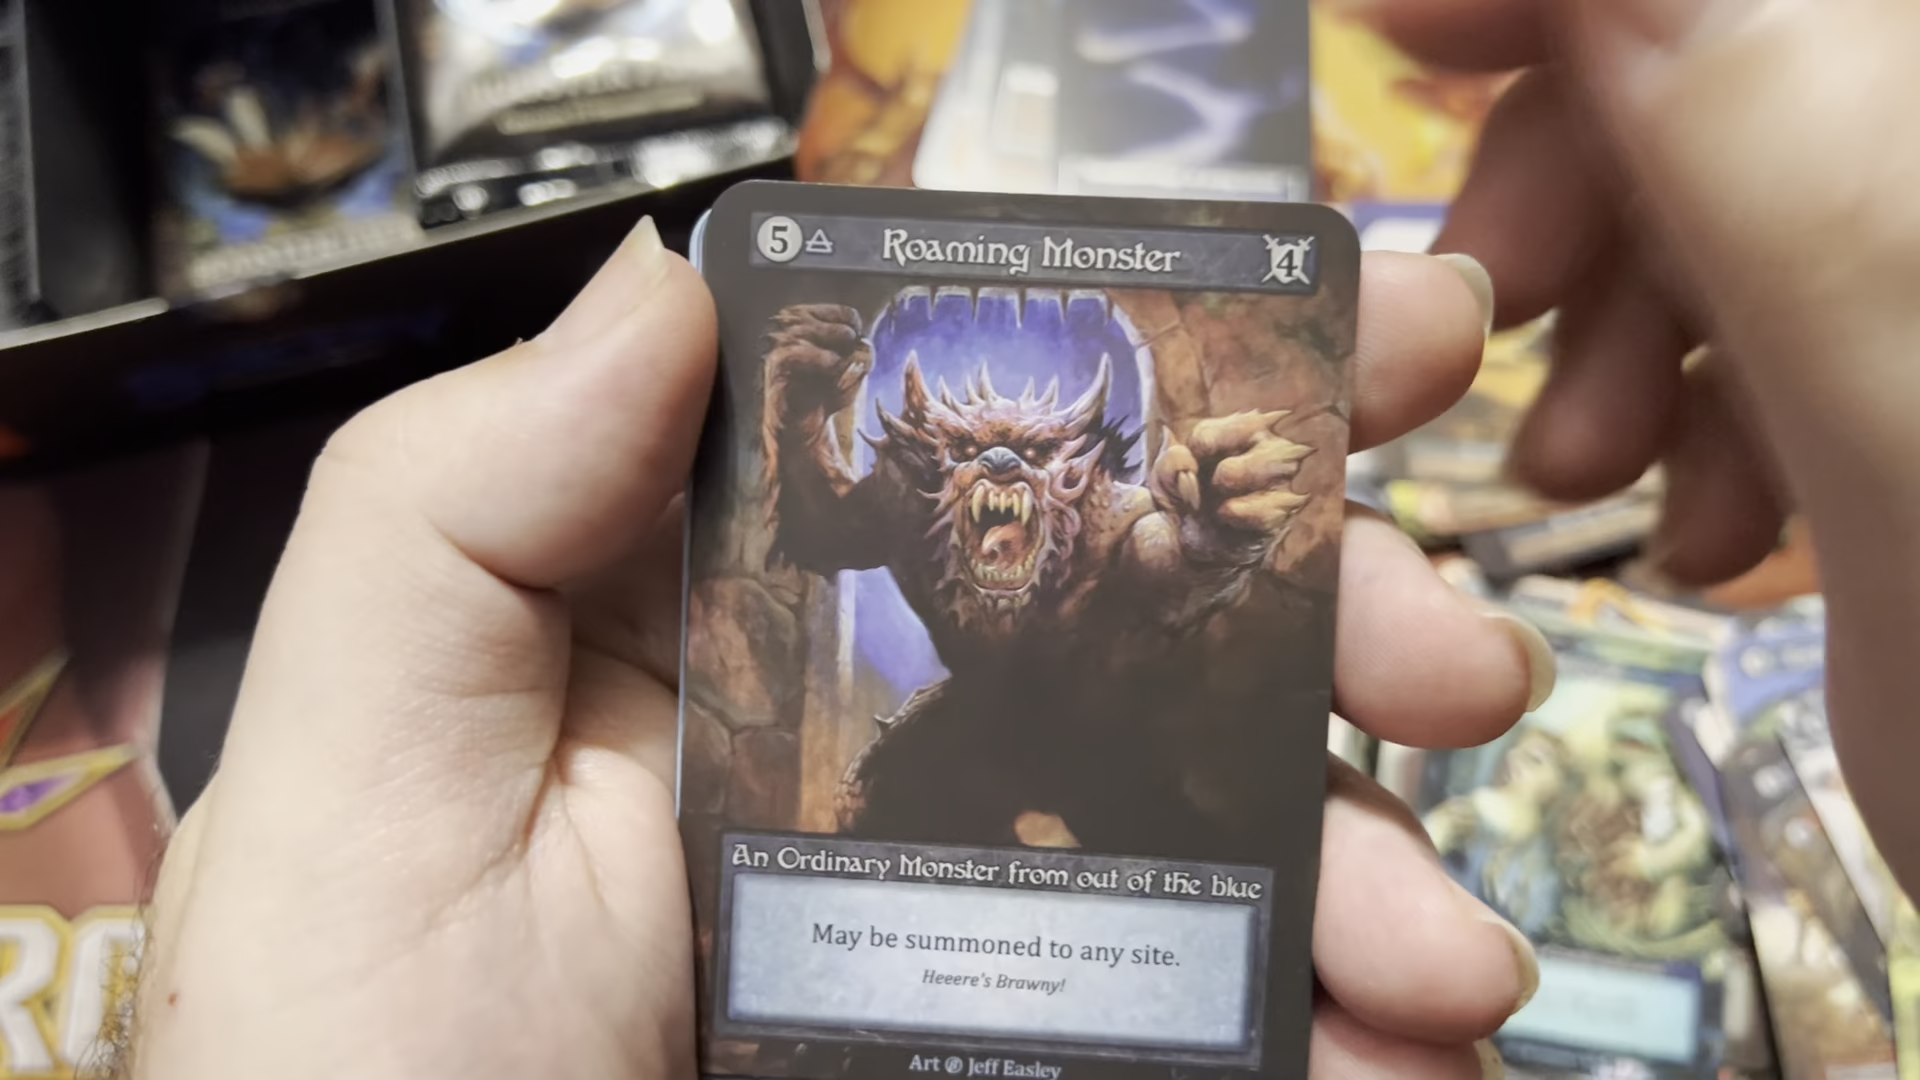 5 Roaming Monster 4
An Ordinary Monster from out of the blue
May be summoned to any site.
Heeere's Brawny!
Art @ Jeff Easley